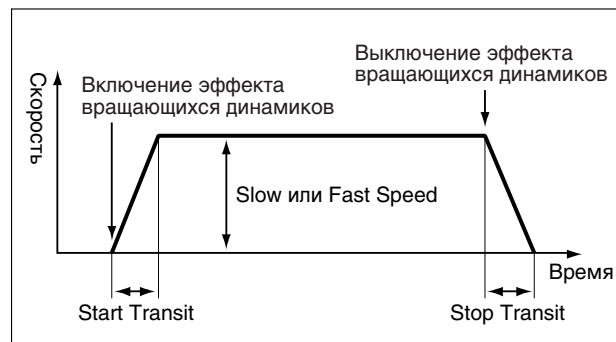 Скорость
Включение эффекта
вращающихся динамиков
Выключение эффекта
вращающихся динамиков
Slow или Fast Speed
Время
Start Transit
Stop Transit